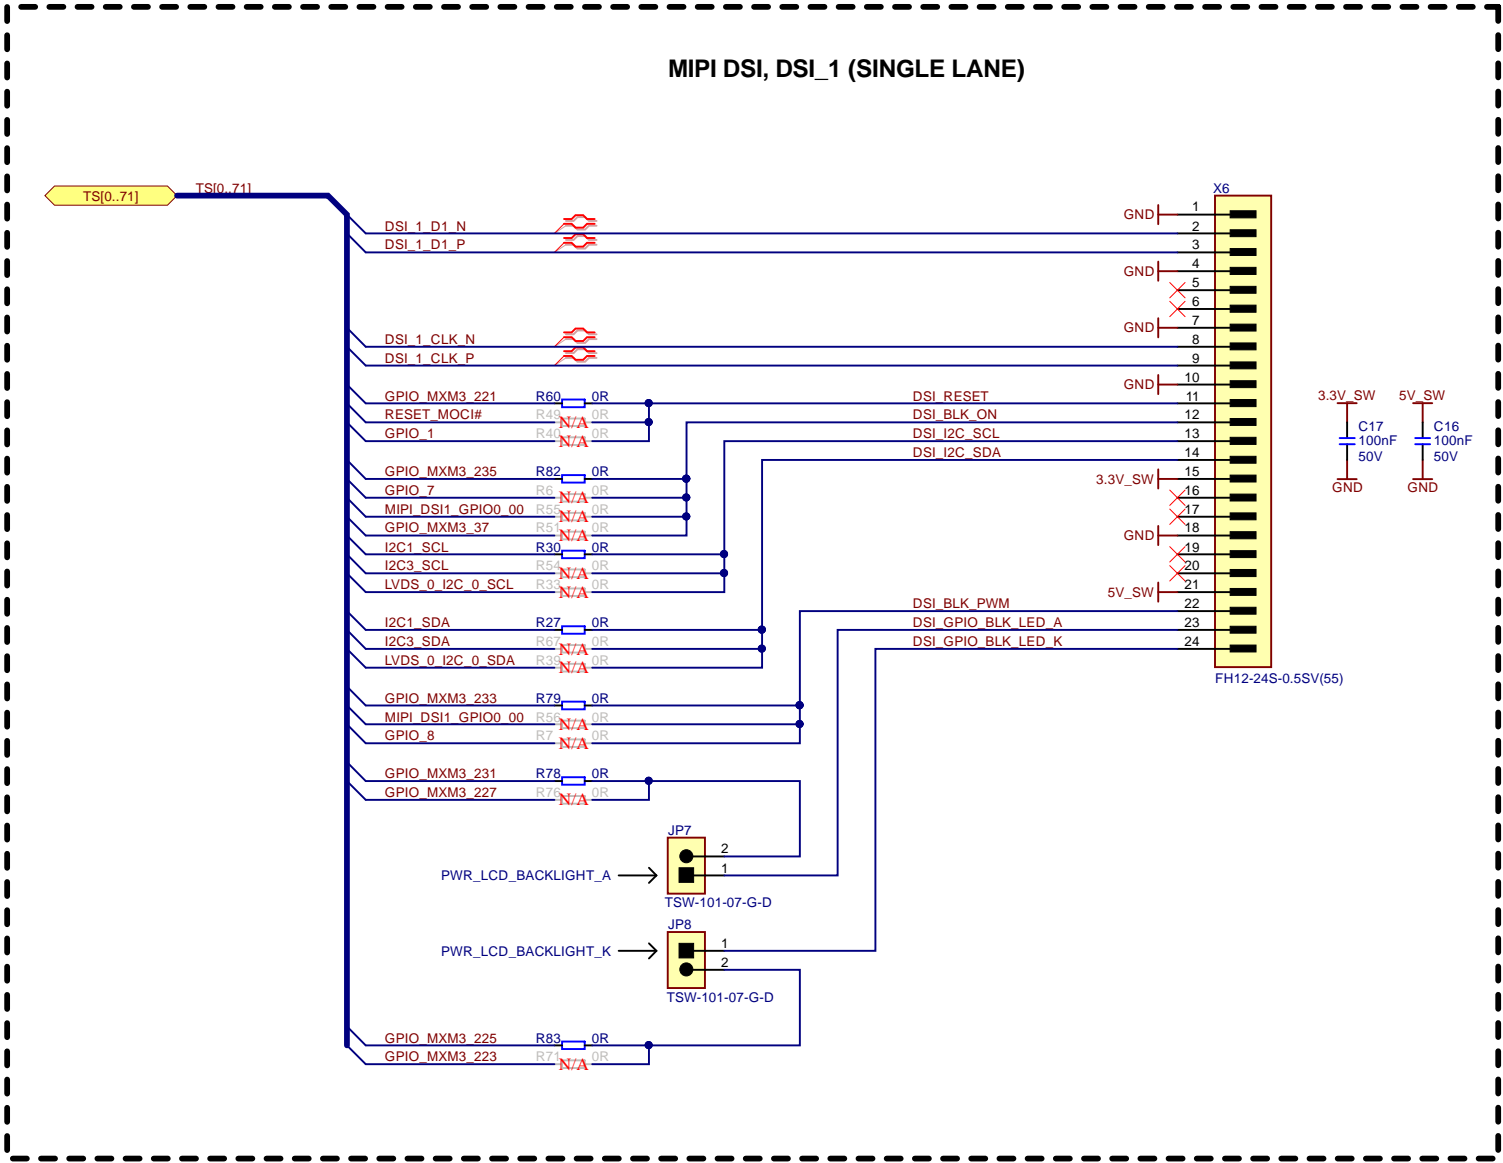 MIPI DSI, DSI_1 (SINGLE LANE)
TS[0..71]
TS[0..71]
X6
GND 1
DSI_1_D1_N 2
DSI_1_D1_P 3
GND 4
5
6
GND 7
DSI_1_CLK_N 8
DSI_1_CLK_P 9
GND 10
GPIO_MXM3_221 R60 0R DSI_RESET 11
RESET_MOCI# R49 N/A 0R DSI_BLK_ON 12
GPIO_1 R40 N/A 0R DSI_I2C_SCL 13
DSI_I2C_SDA 14
3.3V_SW 5V_SW
C17 C16
100nF 100nF
50V 50V
GND GND
GPIO_MXM3_235 R82 0R 3.3V_SW 15
GPIO_7 R6 N/A 0R 16
MIPI_DSI1_GPIO0_00 R55 N/A 0R 17
GPIO_MXM3_37 R51 N/A 0R GND 18
I2C1_SCL R30 0R 19
I2C3_SCL R54 N/A 0R 20
LVDS_0_I2C_0_SCL R33 N/A 0R 5V_SW 21
DSI_BLK_PWM 22
I2C1_SDA R27 0R DSI_GPIO_BLK_LED_A 23
I2C3_SDA R67 N/A 0R DSI_GPIO_BLK_LED_K 24
LVDS_0_I2C_0_SDA R39 N/A 0R
FH12-24S-0.5SV(55)
GPIO_MXM3_233 R79 0R
MIPI_DSI1_GPIO0_00 R56 N/A 0R
GPIO_8 R7 N/A 0R
GPIO_MXM3_231 R78 0R
GPIO_MXM3_227 R76 N/A 0R
JP7
2
PWR_LCD_BACKLIGHT_A 1
TSW-101-07-G-D
JP8
PWR_LCD_BACKLIGHT_K 1
2
TSW-101-07-G-D
GPIO_MXM3_225 R83 0R
GPIO_MXM3_223 R71 N/A 0R